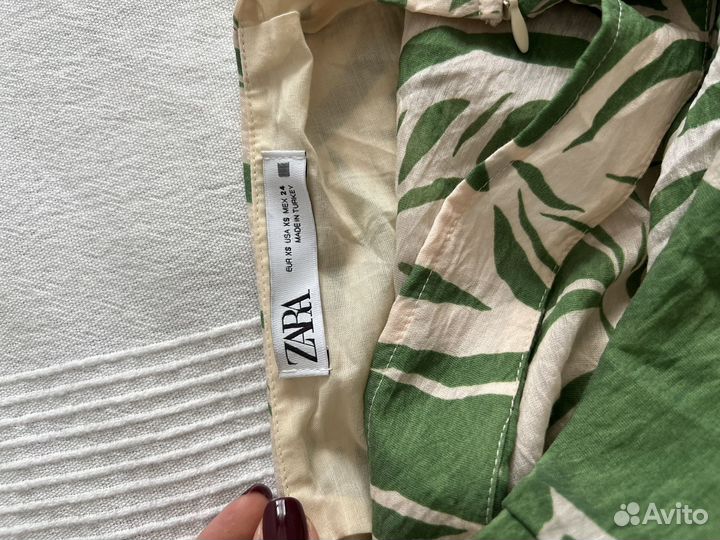 ZARA
EUR XS USA XS MEX 24
MADE IN TURKEY
Avito